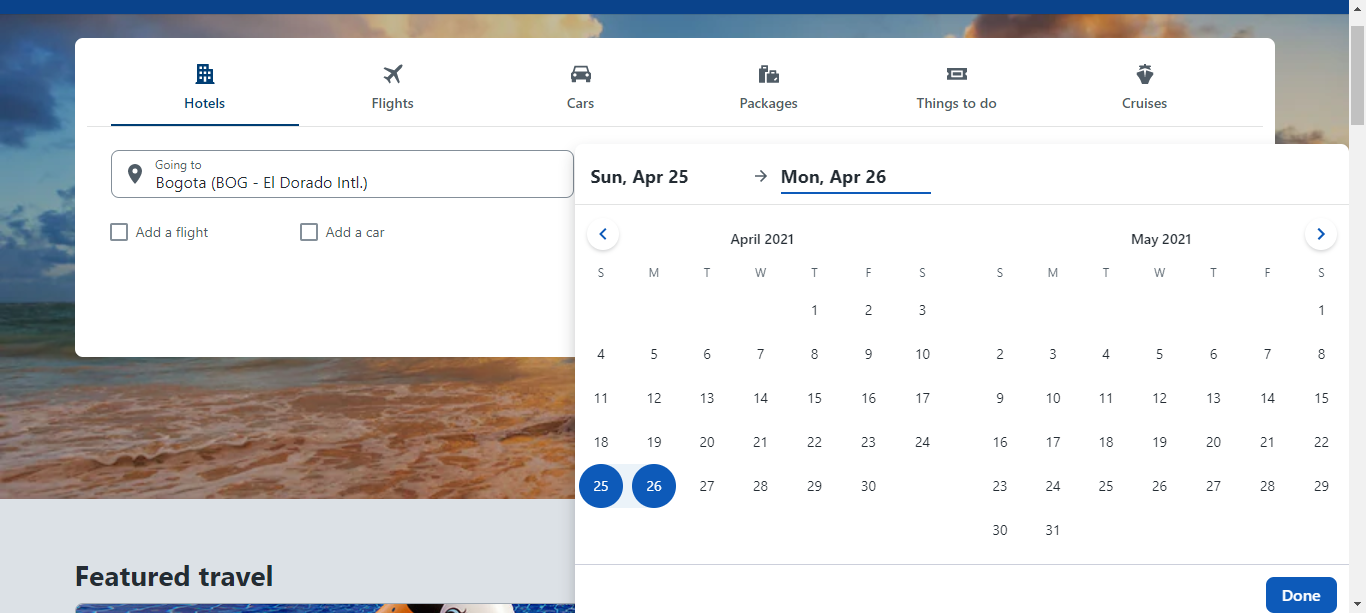 Hotels Flights Cars Packages Things to do Cruises
Going to
Bogota (BOG - El Dorado Intl.)
Add a flight Add a car
Sun, Apr 25 Mon, Apr 26
April 2021
S M T W T F S
1 2 3
4 5 6 7 8 9 10
11 12 13 14 15 16 17
18 19 20 21 22 23 24
25 26 27 28 29 30
May 2021
S M T W T F S
1
2 3 4 5 6 7 8
9 10 11 12 13 14 15
16 17 18 19 20 21 22
23 24 25 26 27 28 29
30 31
Done
Featured travel